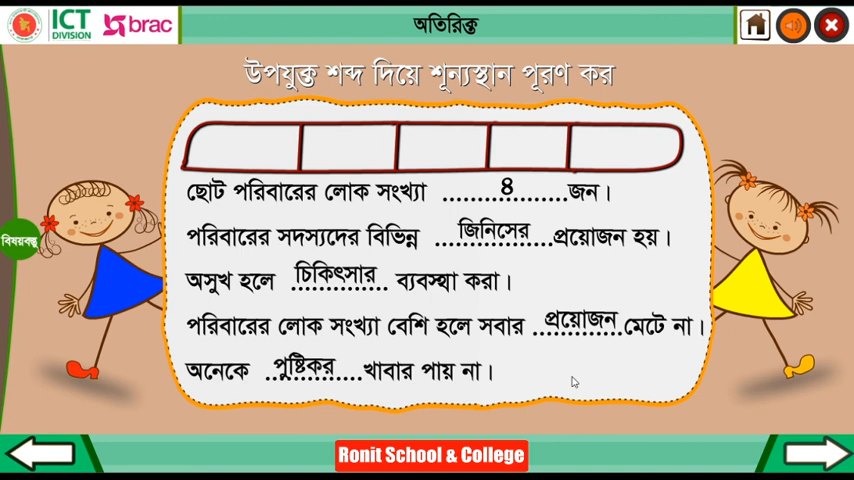 ICT
DIVISION
brac
অতিরিক্ত
উপযুক্ত শব্দ দিয়ে শূন্যস্থান পূরণ কর
ছোট পরিবারের লোক সংখ্যা ........৪........জন।
পরিবারের সদস্যদের বিভিন্ন ...জিনিসের...প্রয়োজন হয়।
বিষয়বস্তু
অসুখ হলে ...চিকিৎসার... ব্যবস্থা করা।
পরিবারের লোক সংখ্যা বেশি হলে সবার ...প্রয়োজন...মেটে না।
অনেকে ...পুষ্টিকর...খাবার পায় না।
Ronit School & College